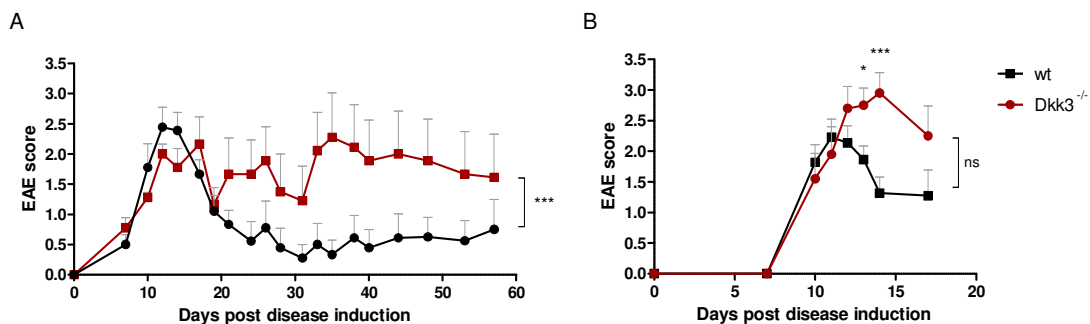 A
EAE score
3.5
3.0
2.5
2.0
1.5
1.0
0.5
0.0
0 10 20 30 40 50 60
Days post disease induction
***
B
EAE score
3.5
3.0
2.5
2.0
1.5
1.0
0.5
0.0
0 5 10 15 20
Days post disease induction
*
***
ns
wt
Dkk3 -/-